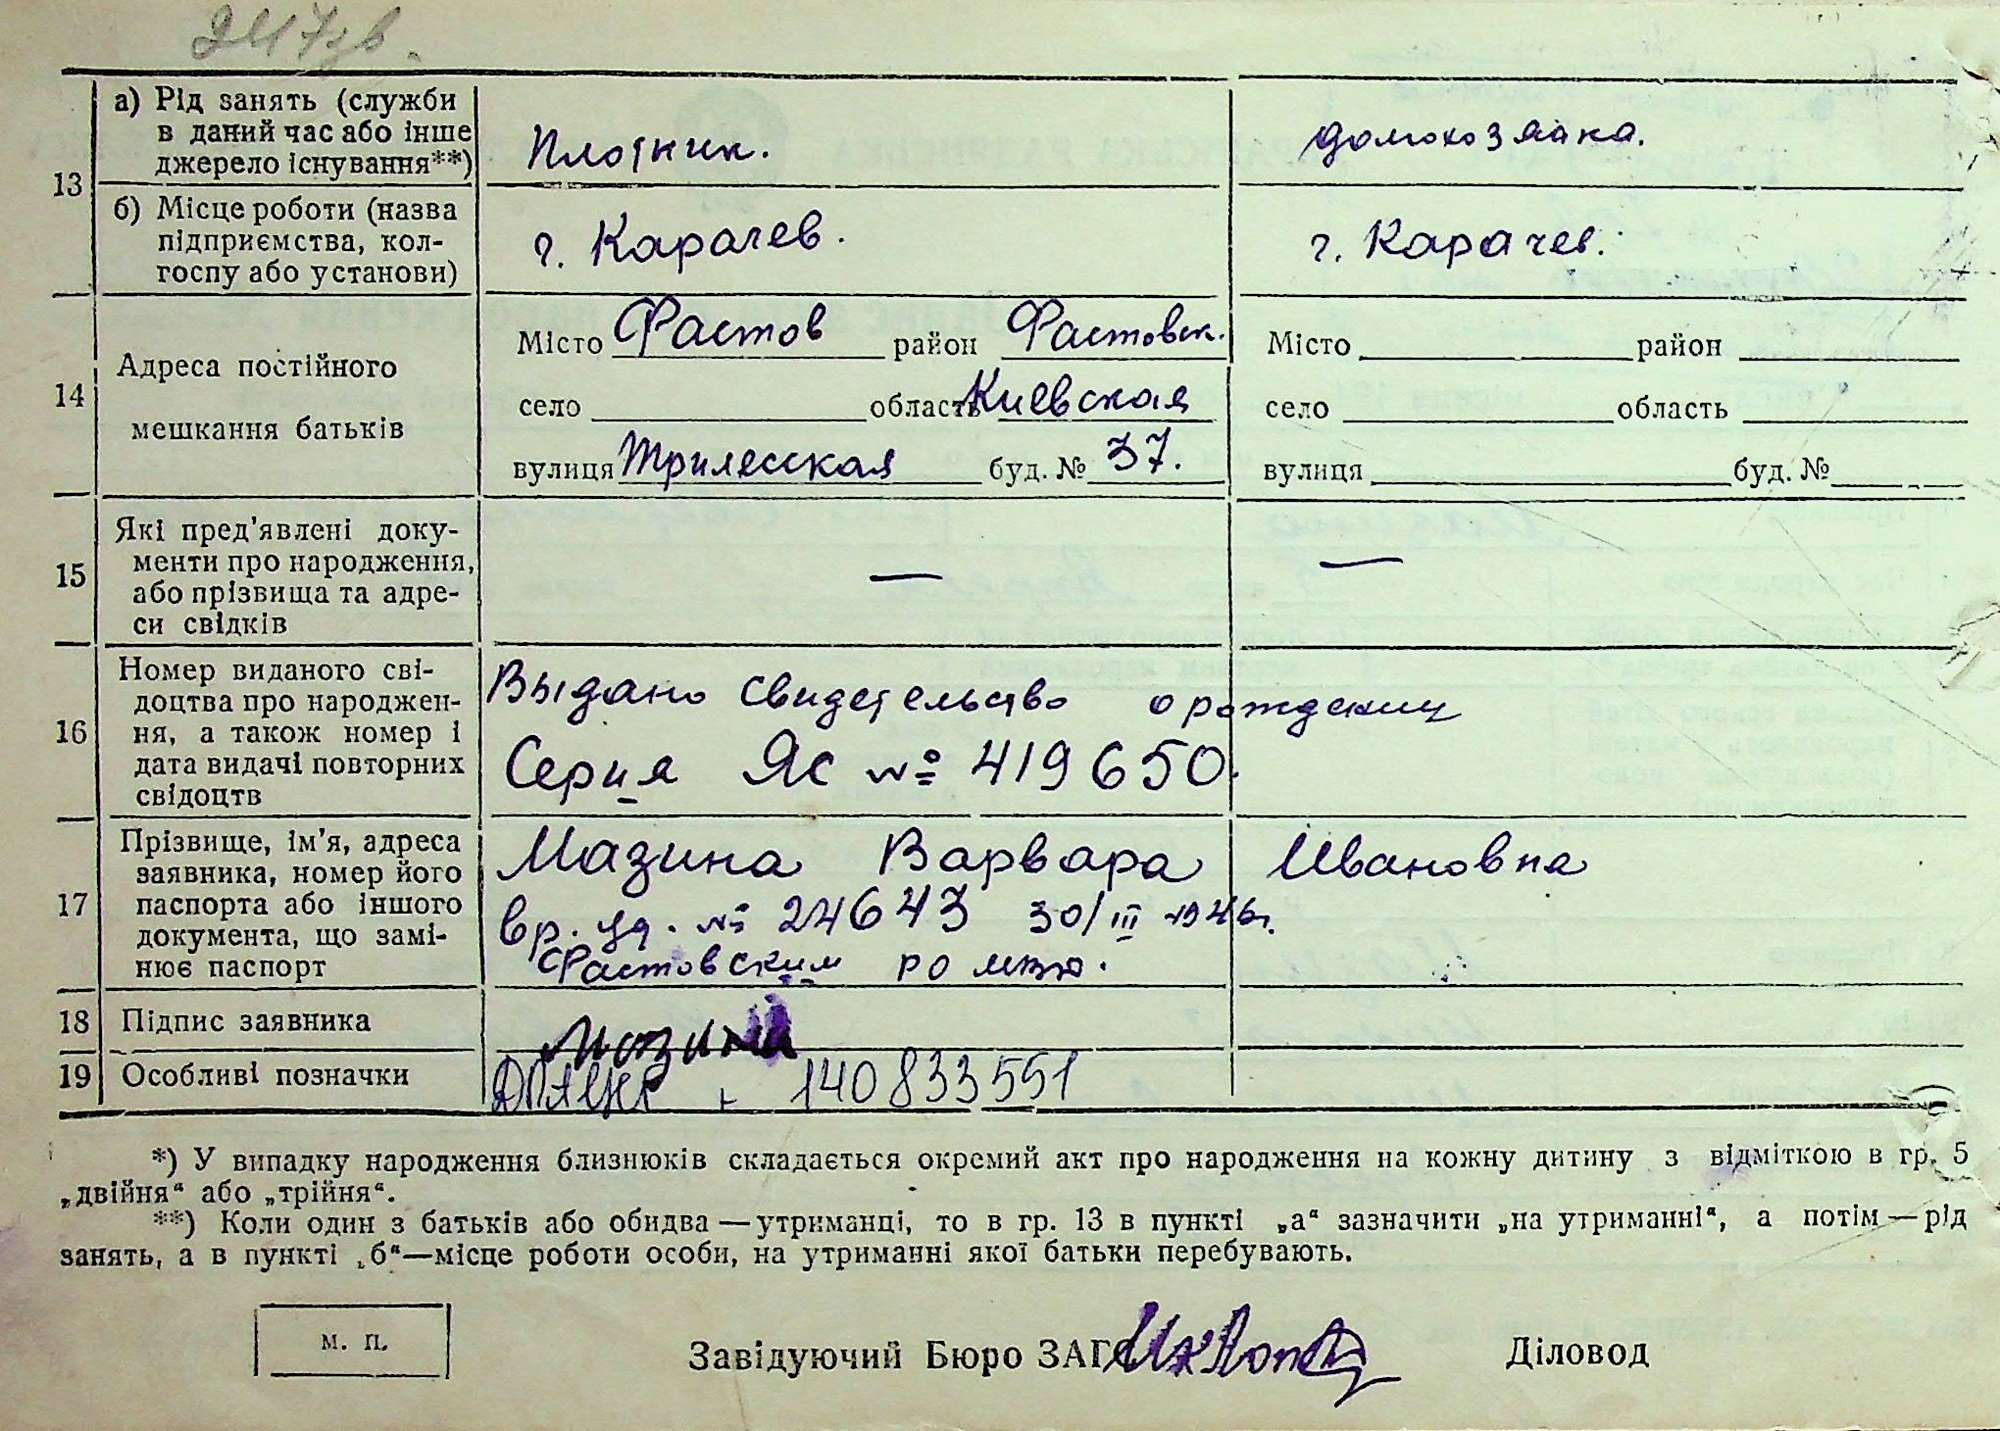 13
а) Рід занять (служби
в даний час або інше
джерело існування**)
Плотник.
домохозяйка.
б) Місце роботи (назва
підприємства, кол-
госпу або установи)
г. Карачев.
г. Карачев.
14
Адреса постійного
мешкання батьків
Місто Фастов район Фастовск.
село область Киевская
вулиця Трилесская буд. № 37.
Місто район
село область
вулиця буд. №
15
Які пред’явлені доку-
менти про народження,
або прізвища та адре-
си свідків
—
—
16
Номер виданого сві-
доцтва про народжен-
ня, а також номер і
дата видачі повторних
свідоцтв
Выдано свидетельство о рождении
Серия Яс № 419650.
17
Прізвище, ім’я, адреса
заявника, номер його
паспорта або іншого
документа, що замі-
нює паспорт
Мазина Варвара Ивановна
вр. уд. № 24643 30/III 1946г.
Фастовским РО
18
Підпис заявника
Мазина
19
Особливі позначки
140833551
*) У випадку народження близнюків складається окремий акт про народження на кожну дитину з відміткою в гр. 5
„двійня“ або „трійня“.
**) Коли один з батьків або обидва — утриманці, то в гр. 13 в пункті „а“ зазначити „на утриманні“, а потім — рід
занять, а в пункті „б“—місце роботи особи, на утриманні якої батьки перебувають.
м. п.
Завідуючий Бюро ЗАГС
Діловод